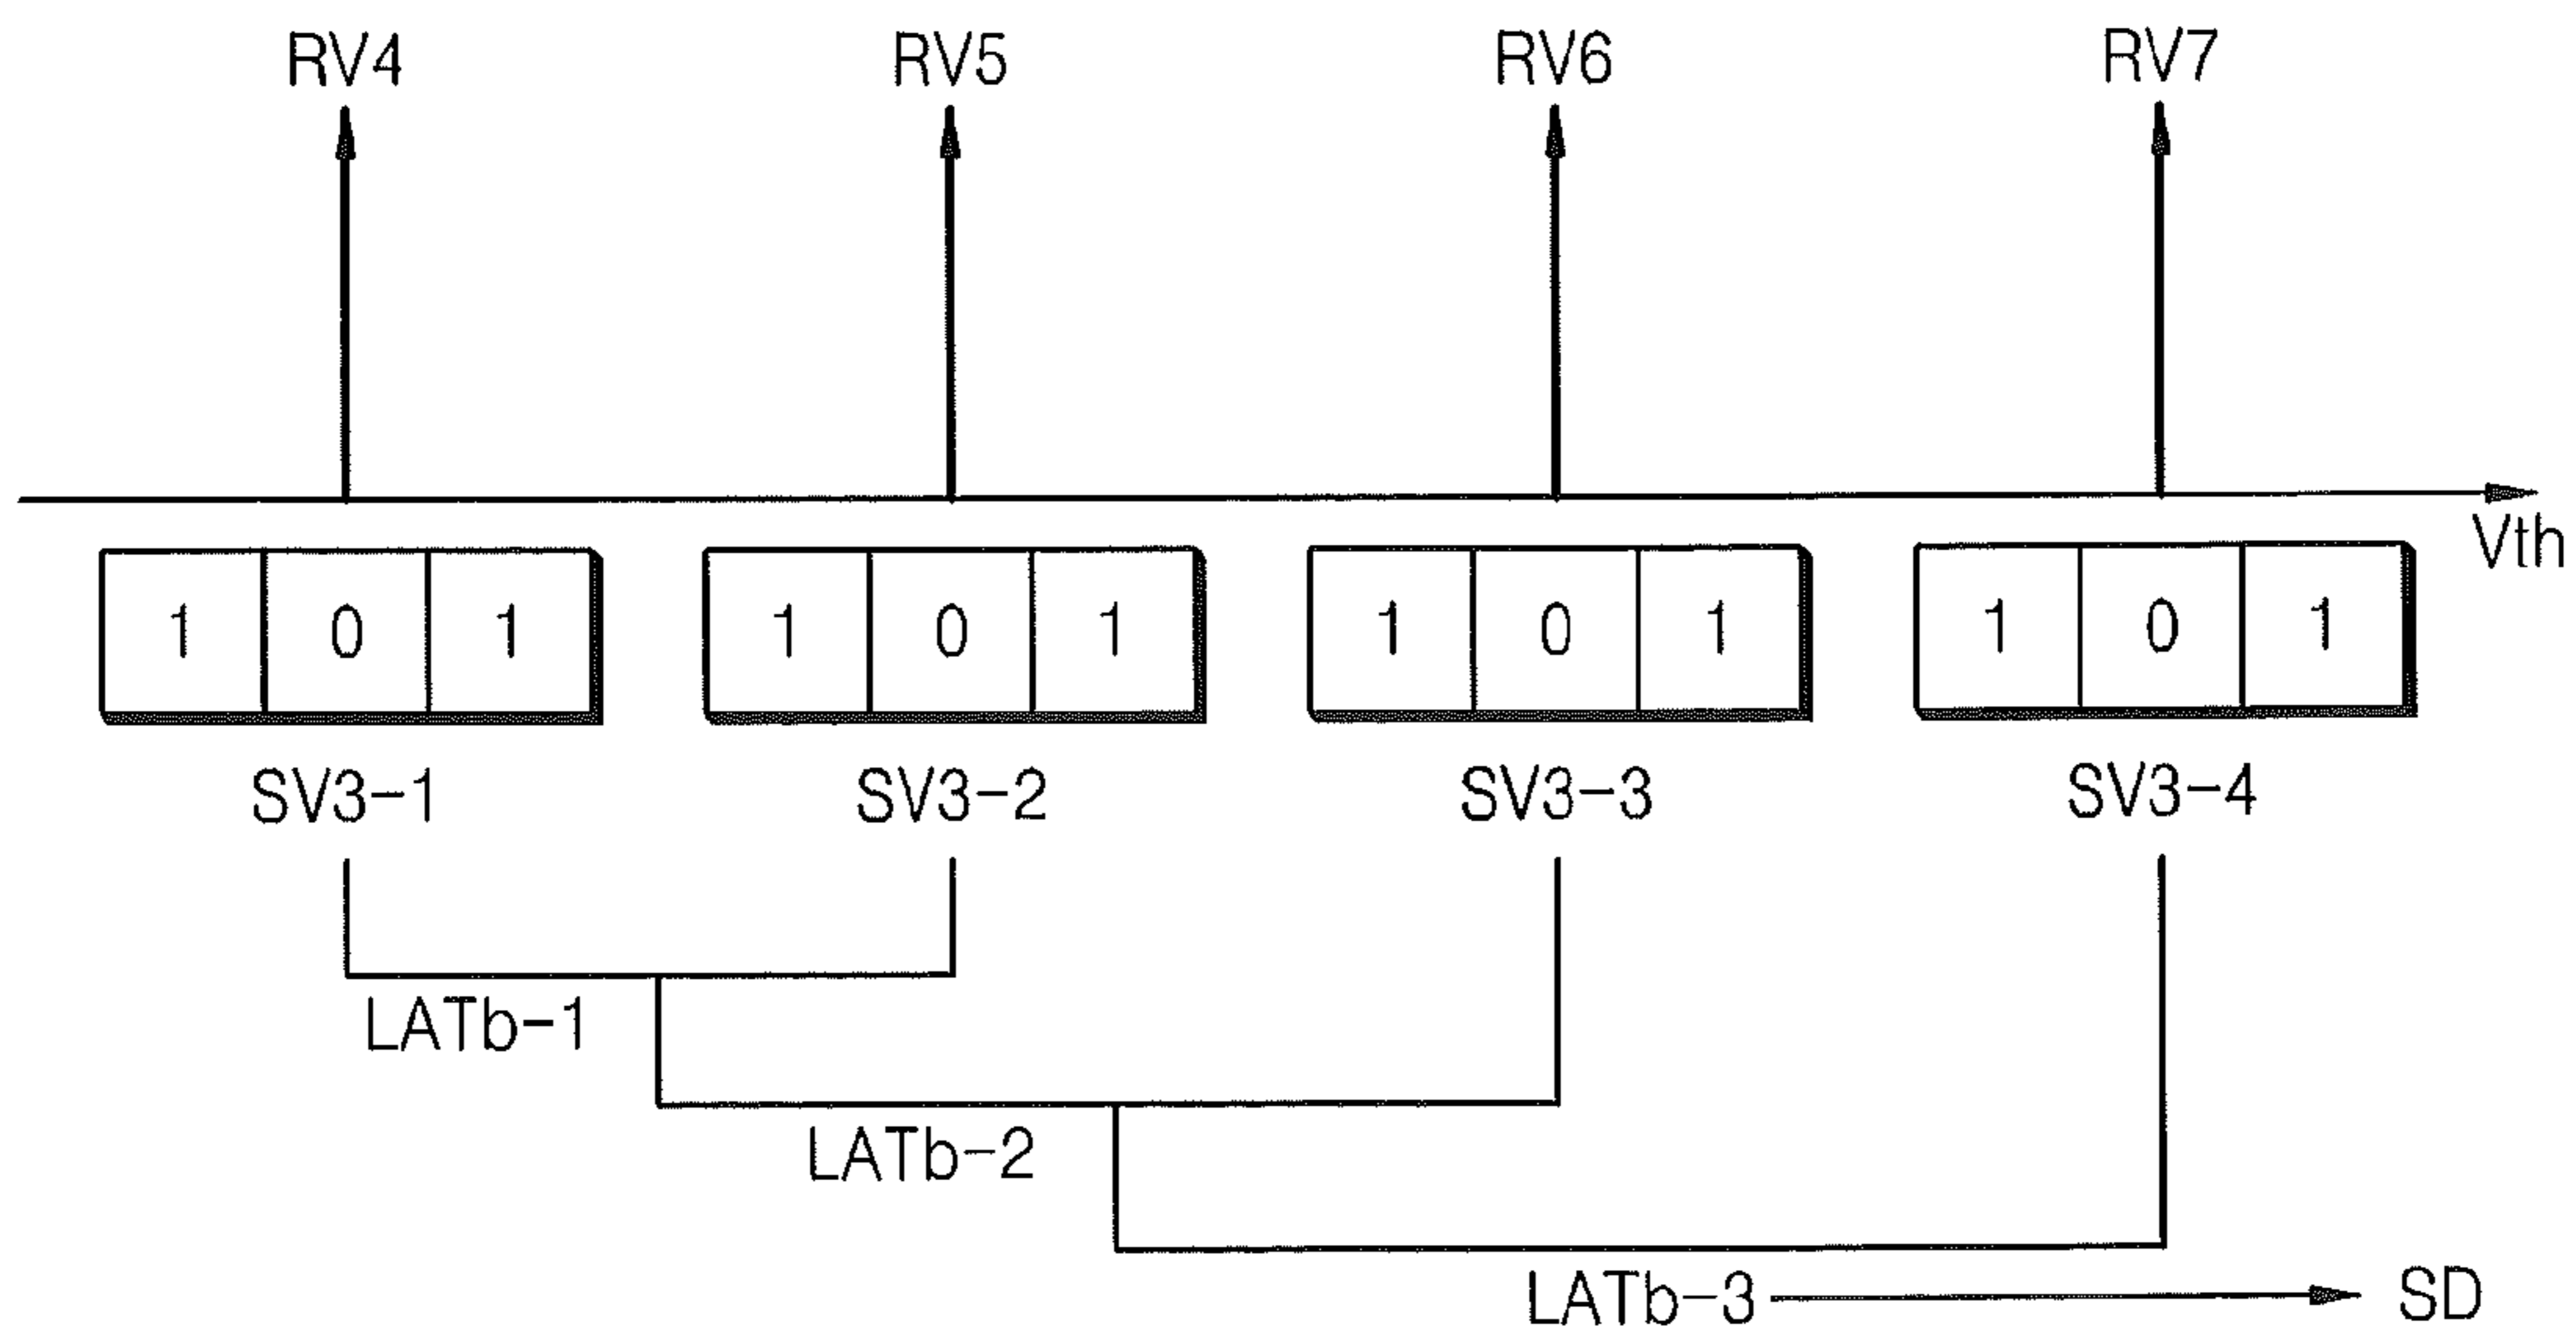 RV4 RV5 RV6 RV7
Vth
1 0 1 1 0 1 1 0 1 1 0 1
SV3-1 SV3-2 SV3-3 SV3-4
LATb-1
LATb-2
LATb-3 SD